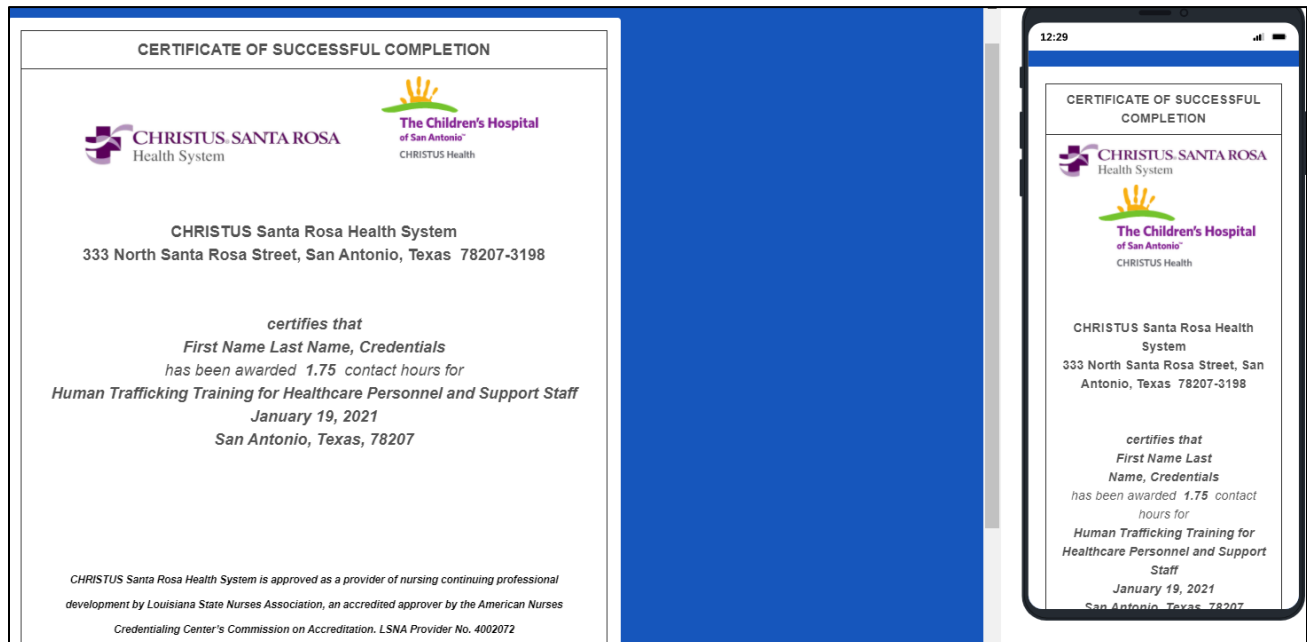 CERTIFICATE OF SUCCESSFUL COMPLETION
CHRISTUS® SANTA ROSA
Health System
The Children's Hospital
of San Antonio™
CHRISTUS Health
CHRISTUS Santa Rosa Health System
333 North Santa Rosa Street, San Antonio, Texas  78207-3198
certifies that
First Name Last Name, Credentials
has been awarded  1.75  contact hours for
Human Trafficking Training for Healthcare Personnel and Support Staff
January 19, 2021
San Antonio, Texas, 78207
CHRISTUS Santa Rosa Health System is approved as a provider of nursing continuing professional
development by Louisiana State Nurses Association, an accredited approver by the American Nurses
Credentialing Center's Commission on Accreditation. LSNA Provider No. 4002072
12:29
CERTIFICATE OF SUCCESSFUL
COMPLETION
CHRISTUS® SANTA ROSA
Health System
The Children's Hospital
of San Antonio™
CHRISTUS Health
CHRISTUS Santa Rosa Health
System
333 North Santa Rosa Street, San
Antonio, Texas  78207-3198
certifies that
First Name Last
Name, Credentials
has been awarded  1.75  contact
hours for
Human Trafficking Training for
Healthcare Personnel and Support
Staff
January 19, 2021
San Antonio, Texas, 78207